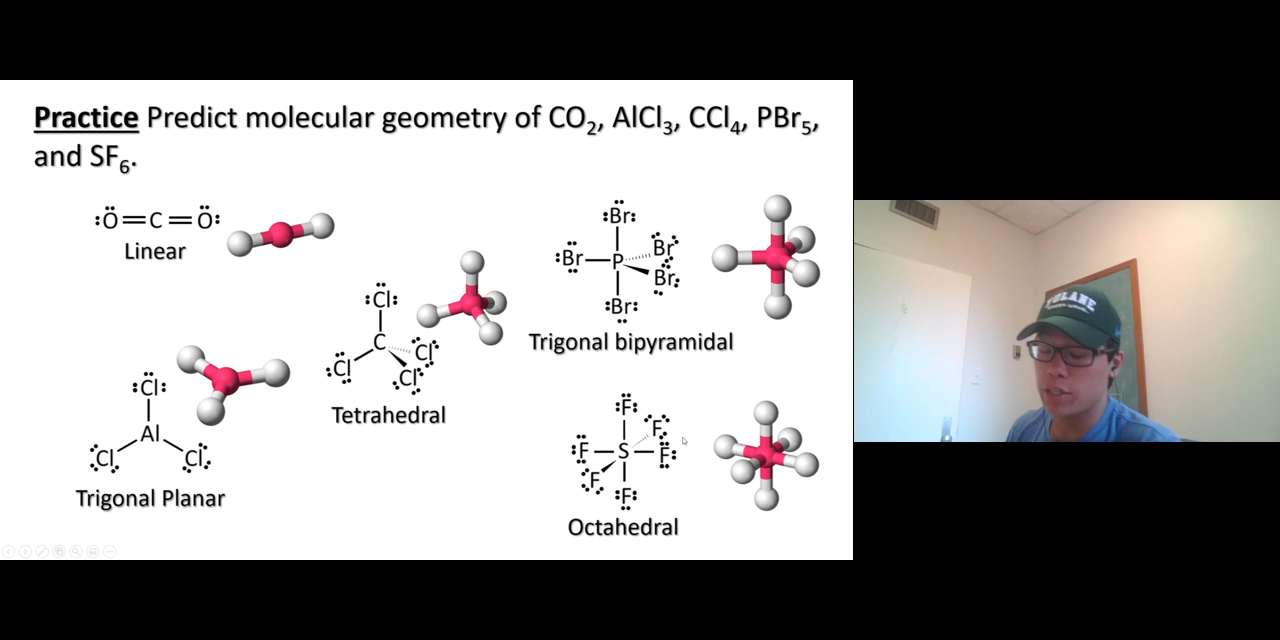 Practice Predict molecular geometry of CO₂, AlCl₃, CCl₄, PBr₅,
and SF₆.
:Ö=C=Ö:
Linear
Cl
Al
Cl Cl
Trigonal Planar
Cl
C
Cl Cl
Cl
Tetrahedral
Br
Br P Br
Br
Br
Trigonal bipyramidal
F
F
F S F
F
F
Octahedral
TULANE